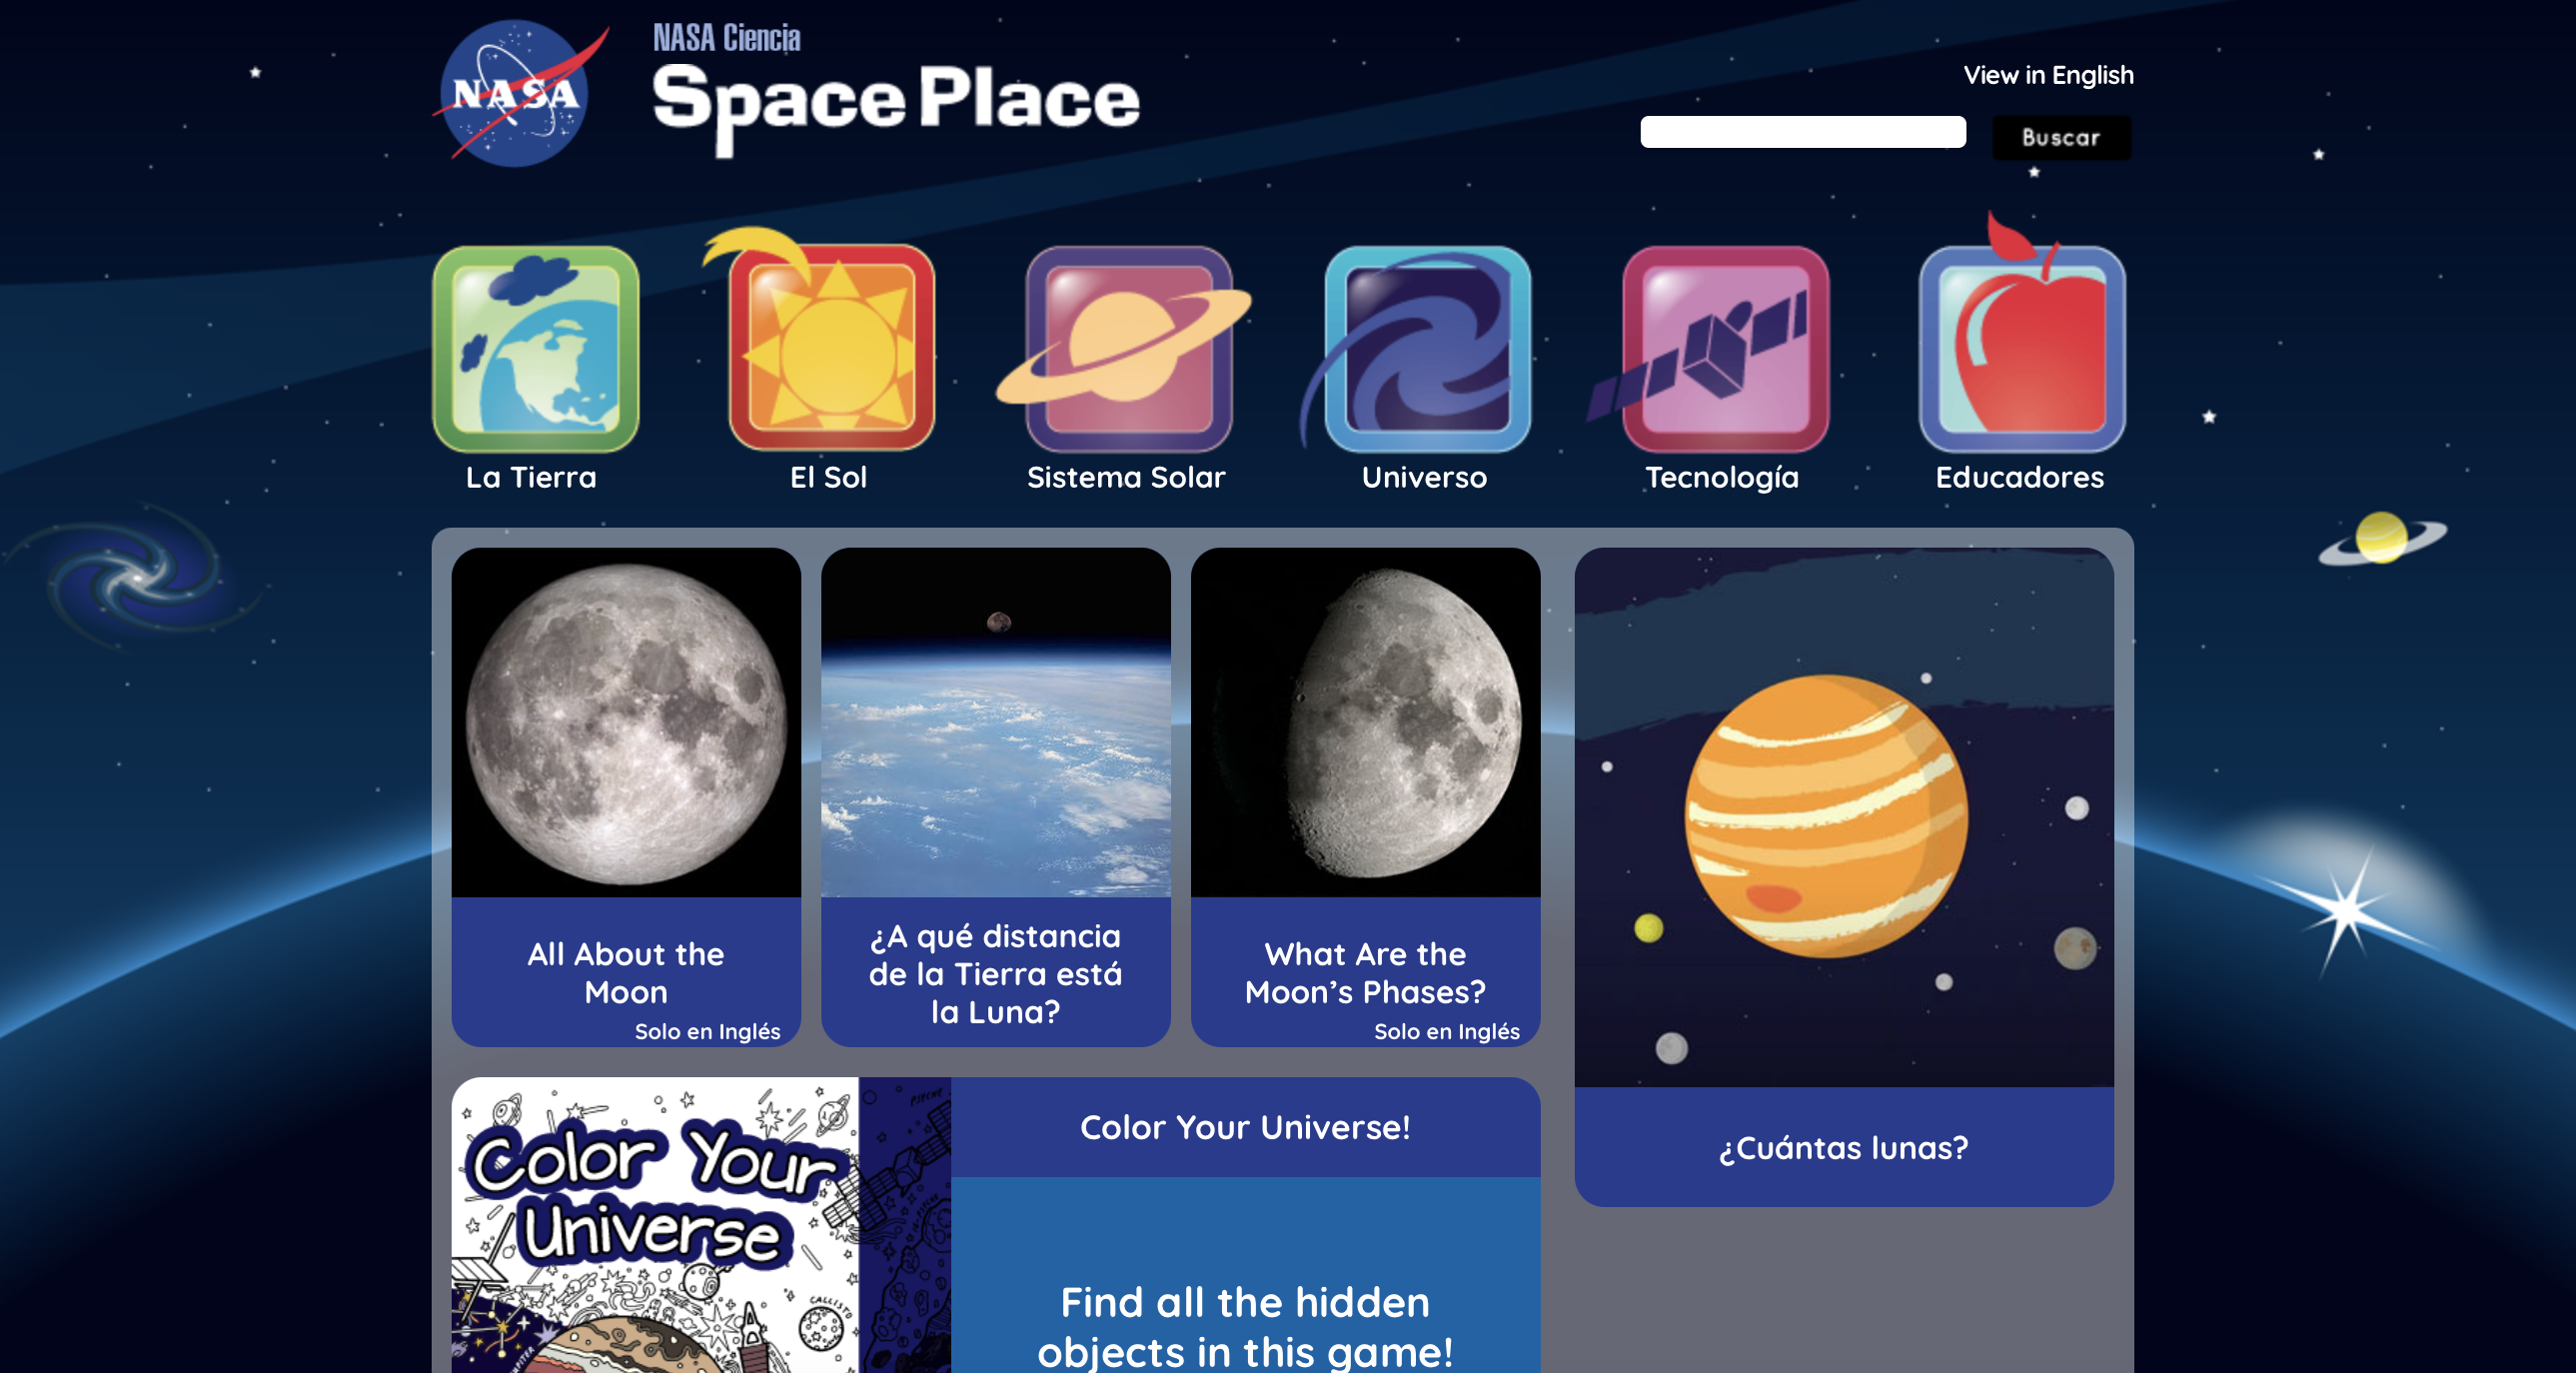 NASA
NASA Ciencia
Space Place
View in English
Buscar
La Tierra
El Sol
Sistema Solar
Universo
Tecnología
Educadores
All About the
Moon
Solo en Inglés
¿A qué distancia
de la Tierra está
la Luna?
What Are the
Moon’s Phases?
Solo en Inglés
¿Cuántas lunas?
Color Your
Universe
PSYCHE
CALLISTO
Color Your Universe!
Find all the hidden
objects in this game!